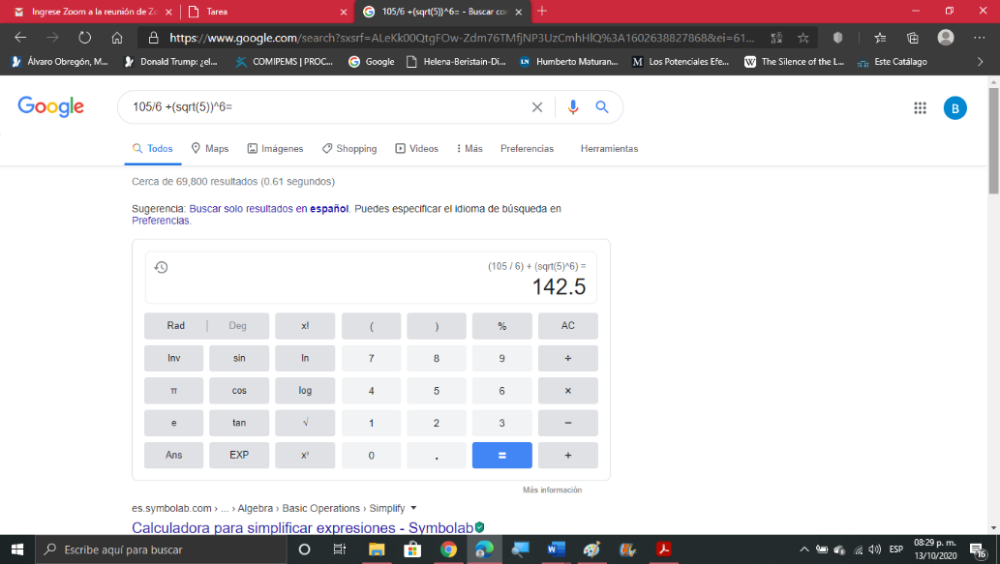 Ingrese Zoom a la reunión de Zo
Tarea
105/6 +(sqrt(5))^6= - Buscar cor
https://www.google.com/search?sxsrf=ALeKk00QtgFOw-Zdm76TMfjNP3UzCmhHlQ%3A1602638827868&ei=61...
Álvaro Obregón, M...
Donald Trump: ¿el...
COMIPEMS | PROC...
Google
Helena-Beristain-Di...
LN Humberto Maturan...
M Los Potenciales Efe...
W The Silence of the L...
Este Catálago
Google
105/6 +(sqrt(5))^6=
B
Todos
Maps
Imágenes
Shopping
Videos
Más
Preferencias
Herramientas
Cerca de 69,800 resultados (0.61 segundos)
Sugerencia: Buscar solo resultados en español. Puedes especificar el idioma de búsqueda en
Preferencias.
(105 / 6) + (sqrt(5)^6) =
142.5
Rad | Deg x! ( ) % AC
Inv sin ln 7 8 9 ÷
π cos log 4 5 6 ×
e tan √ 1 2 3 −
Ans EXP xʸ 0 . = +
Más información
es.symbolab.com › ... › Algebra › Basic Operations › Simplify
Calculadora para simplificar expresiones - Symbolab
Escribe aquí para buscar
ESP
08:29 p. m.
13/10/2020
16